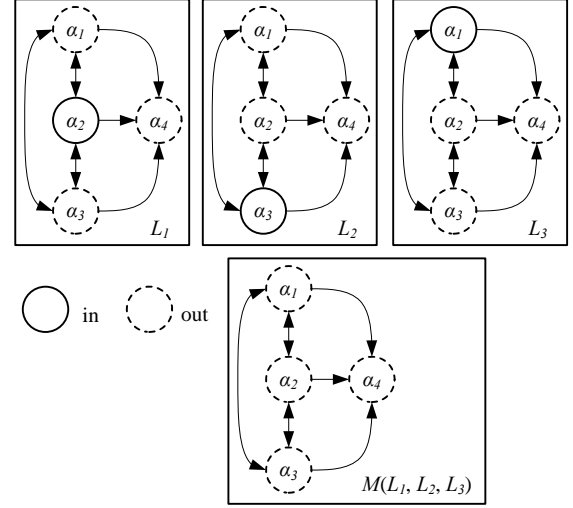 α1 α1 α1
α2 α4 α2 α4 α2 α4
α3 α3 α3
L1 L2 L3
in out
α1
α2 α4
α3
M(L1, L2, L3)